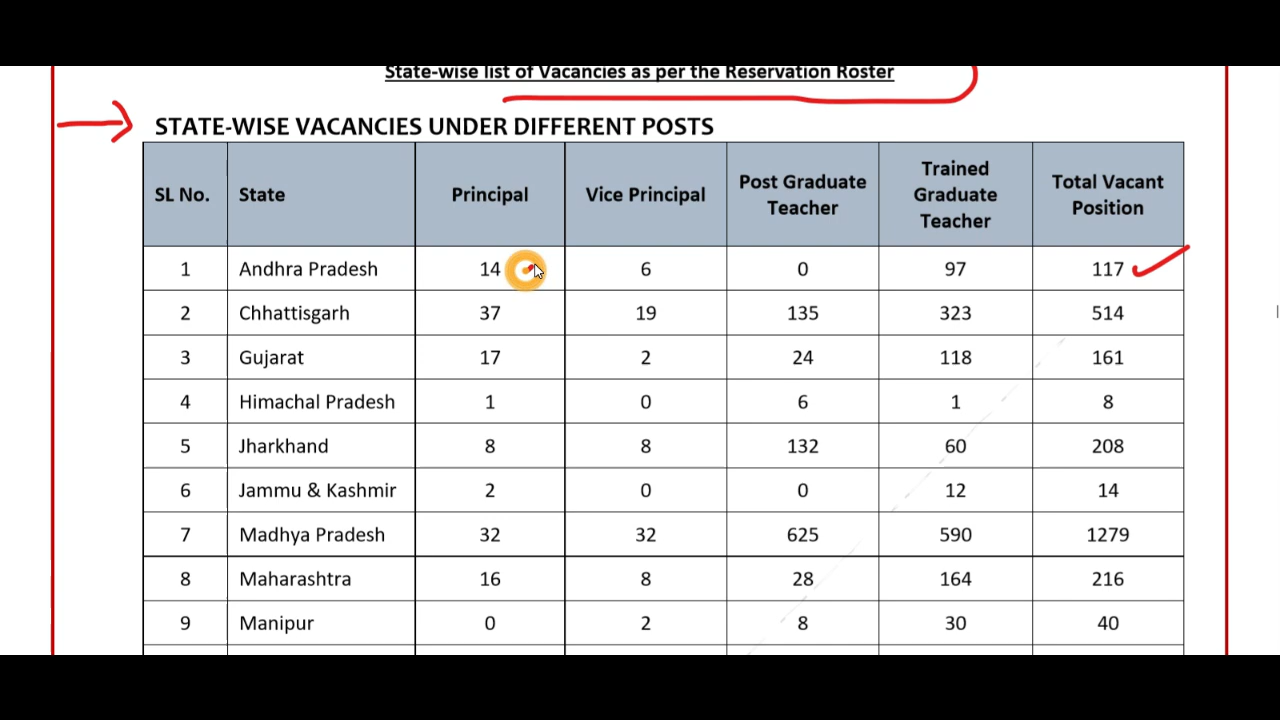 State-wise list of Vacancies as per the Reservation Roster
STATE-WISE VACANCIES UNDER DIFFERENT POSTS
SL No. State Principal Vice Principal Post Graduate Teacher Trained Graduate Teacher Total Vacant Position
1 Andhra Pradesh 14 6 0 97 117
2 Chhattisgarh 37 19 135 323 514
3 Gujarat 17 2 24 118 161
4 Himachal Pradesh 1 0 6 1 8
5 Jharkhand 8 8 132 60 208
6 Jammu & Kashmir 2 0 0 12 14
7 Madhya Pradesh 32 32 625 590 1279
8 Maharashtra 16 8 28 164 216
9 Manipur 0 2 8 30 40